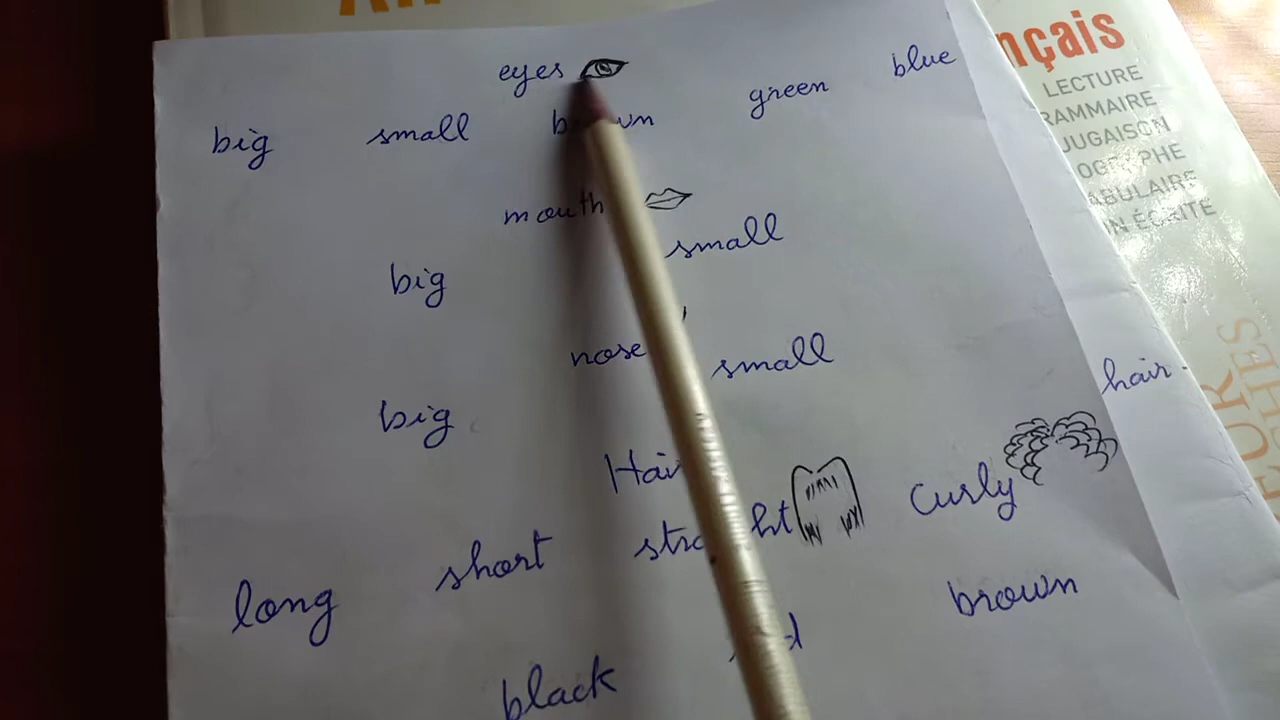 eyes
big small green blue
mouth
big small
nose
big small
hair.
Hair
long short Curly
black brown
nçais
LECTURE
RAMMAIRE
JUGAISON